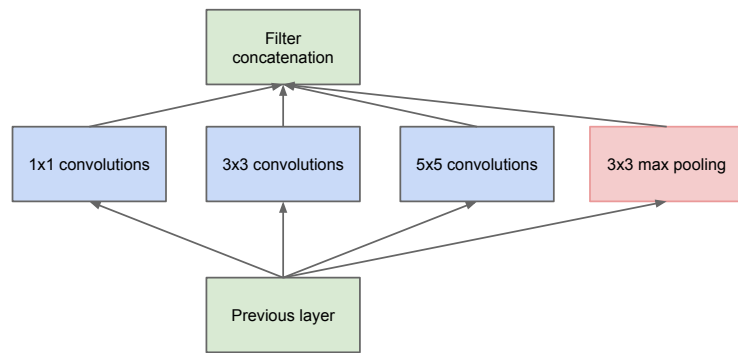 Filter
concatenation
1x1 convolutions
3x3 convolutions
5x5 convolutions
3x3 max pooling
Previous layer